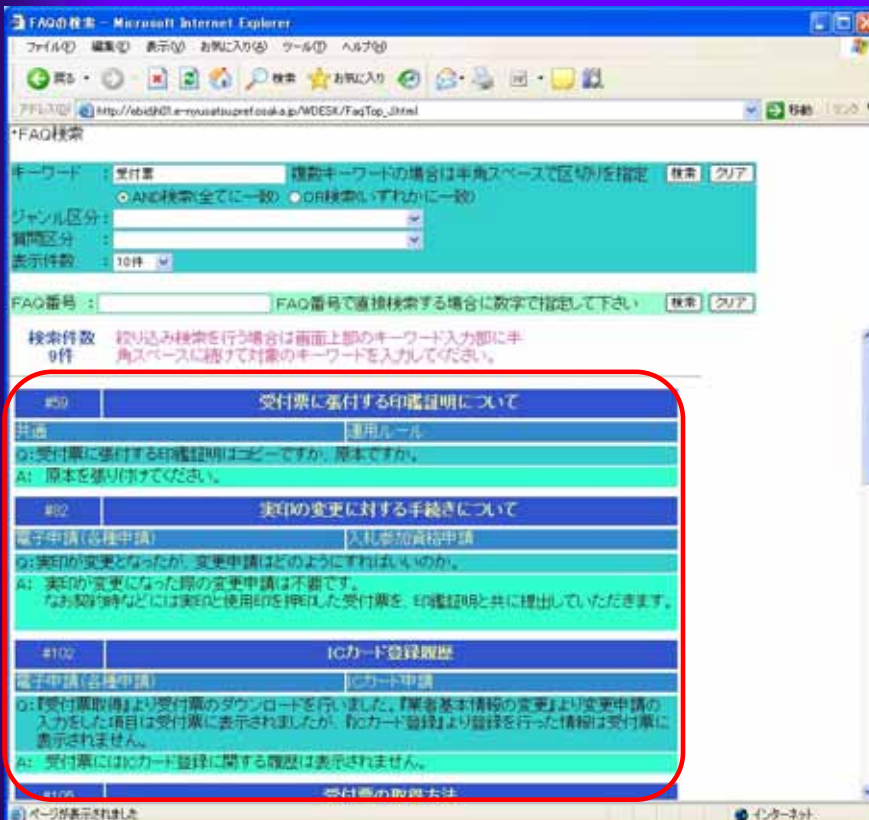 FAQの検索 - Microsoft Internet Explorer
ファイル(F) 編集(E) 表示(V) お気に入り(A) ツール(T) ヘルプ(H)
戻る 検索 お気に入り
アドレス(D) 移動 リンク
*FAQ検索
キーワード : 受付票 複数キーワードの場合は半角スペースで区切りを指定 検索 クリア
AND検索(全てに一致) OR検索(いずれかに一致)
ジャンル区分:
質問区分 :
表示件数 : 10件
FAQ番号 : FAQ番号で直接検索する場合に数字で指定して下さい 検索 クリア
検索件数 絞り込み検索を行う場合は画面上部のキーワード入力部に半
9件 角スペースに続けて対象のキーワードを入力してください。
#59 受付票に張付する印鑑証明について
共通 運用ルール
Q:受付票に張付する印鑑証明はコピーですか、原本ですか。
A: 原本を張り付けてください。
#82 実印の変更に対する手続きについて
電子申請(各種申請) 入札参加資格申請
Q:実印が変更となったが、変更申請はどのようにすればいいのか。
A: 実印が変更になった際の変更申請は不要です。
なお契約時などには実印と使用印を押印した受付票を、印鑑証明と共に提出していただきます。
#102 ICカード登録履歴
電子申請(各種申請) ICカード申請
Q:『受付票取得』より受付票のダウンロードを行いました。『業者基本情報の変更』より変更申請の
入力をした項目は受付票に表示されましたが、『ICカード登録』より登録を行った情報は受付票に
表示されません。
A: 受付票にはICカード登録に関する履歴は表示されません。
#105 受付票の取得方法
ページが表示されました インターネット